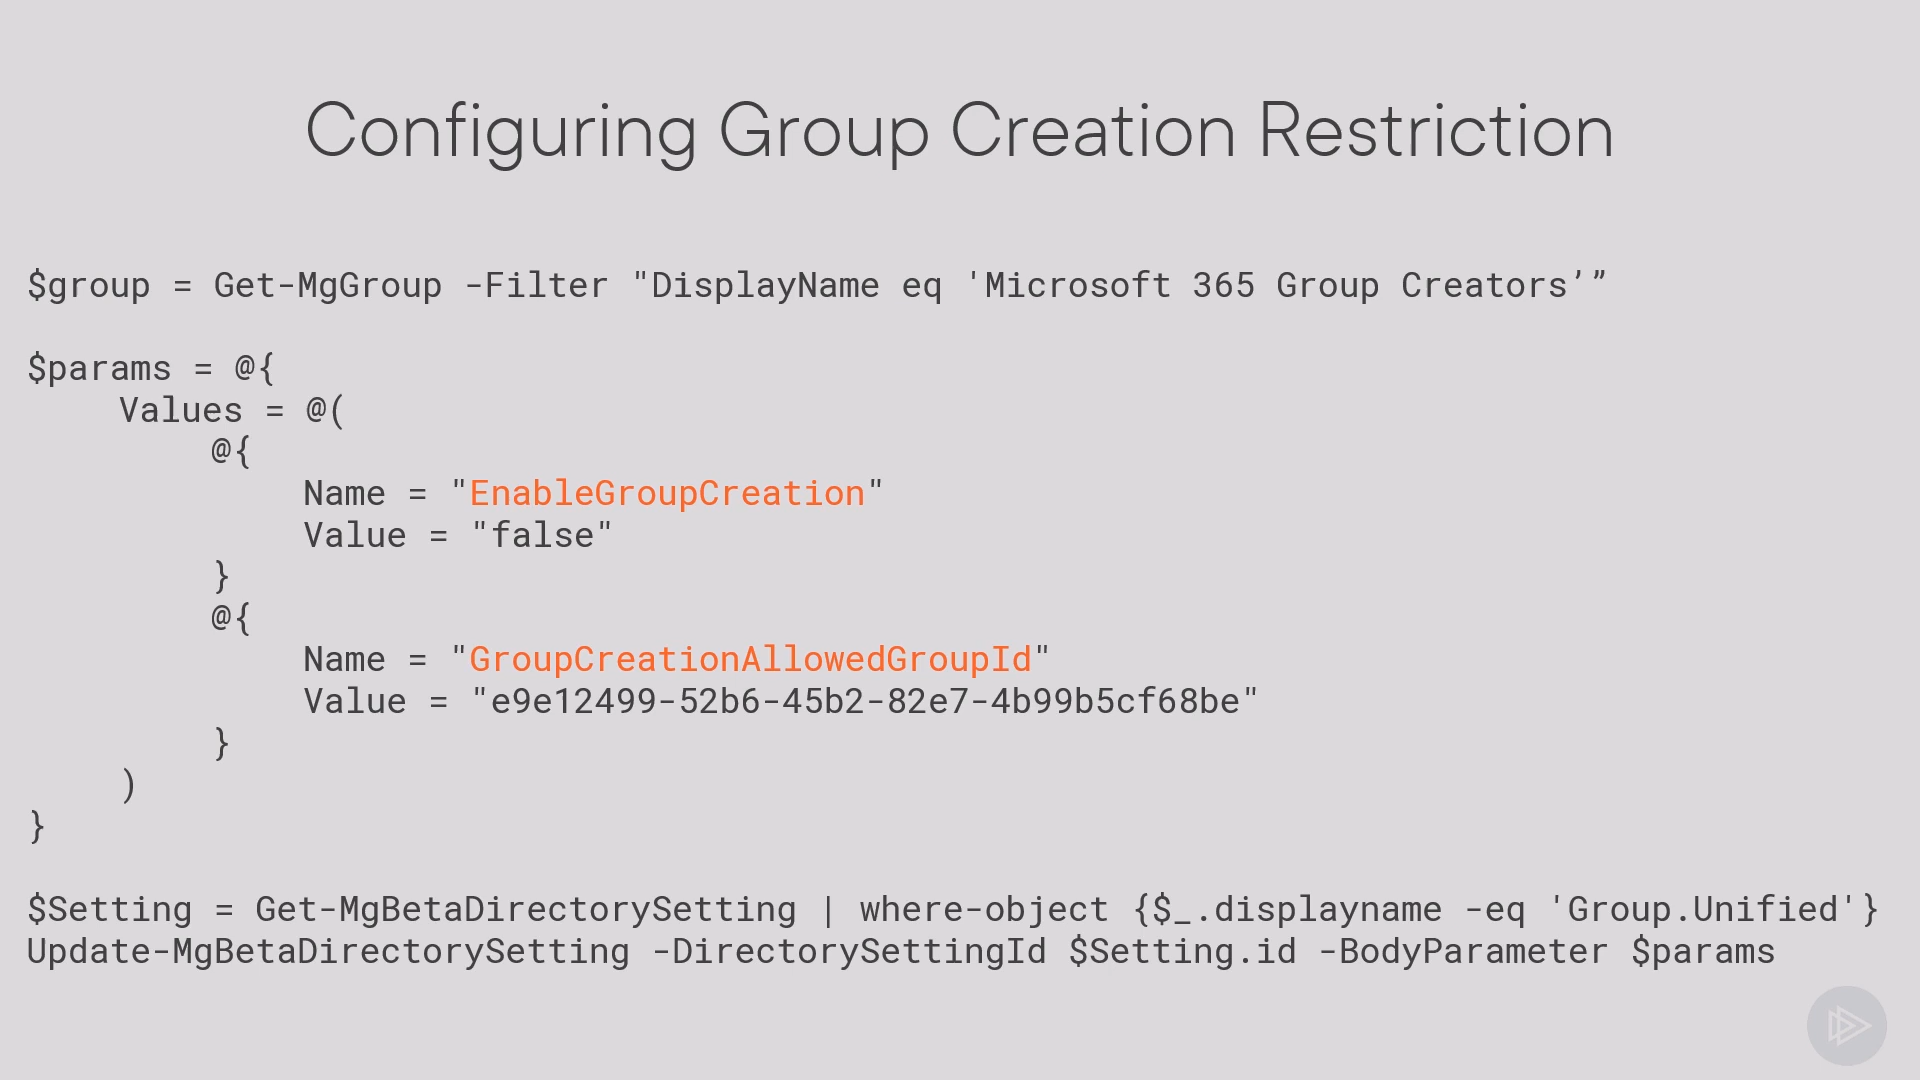 Configuring Group Creation Restriction
$group = Get-MgGroup -Filter "DisplayName eq 'Microsoft 365 Group Creators’”
$params = @{
Values = @(
@{
Name = "EnableGroupCreation"
Value = "false"
}
@{
Name = "GroupCreationAllowedGroupId"
Value = "e9e12499-52b6-45b2-82e7-4b99b5cf68be"
}
)
}
$Setting = Get-MgBetaDirectorySetting | where-object {$_.displayname -eq 'Group.Unified'}
Update-MgBetaDirectorySetting -DirectorySettingId $Setting.id -BodyParameter $params